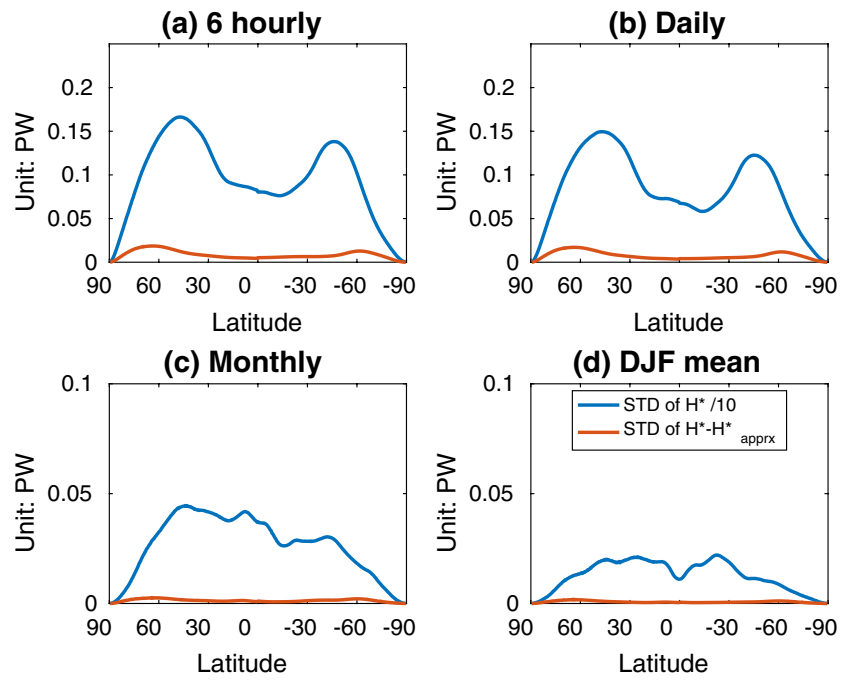 (a) 6 hourly
Unit: PW
0.2
0.15
0.1
0.05
0
90 60 30 0 -30 -60 -90
Latitude
(b) Daily
Unit: PW
0.2
0.15
0.1
0.05
0
90 60 30 0 -30 -60 -90
Latitude
(c) Monthly
Unit: PW
0.1
0.05
0
90 60 30 0 -30 -60 -90
Latitude
(d) DJF mean
Unit: PW
0.1
0.05
0
STD of H* /10
STD of H*-H* apprx
90 60 30 0 -30 -60 -90
Latitude